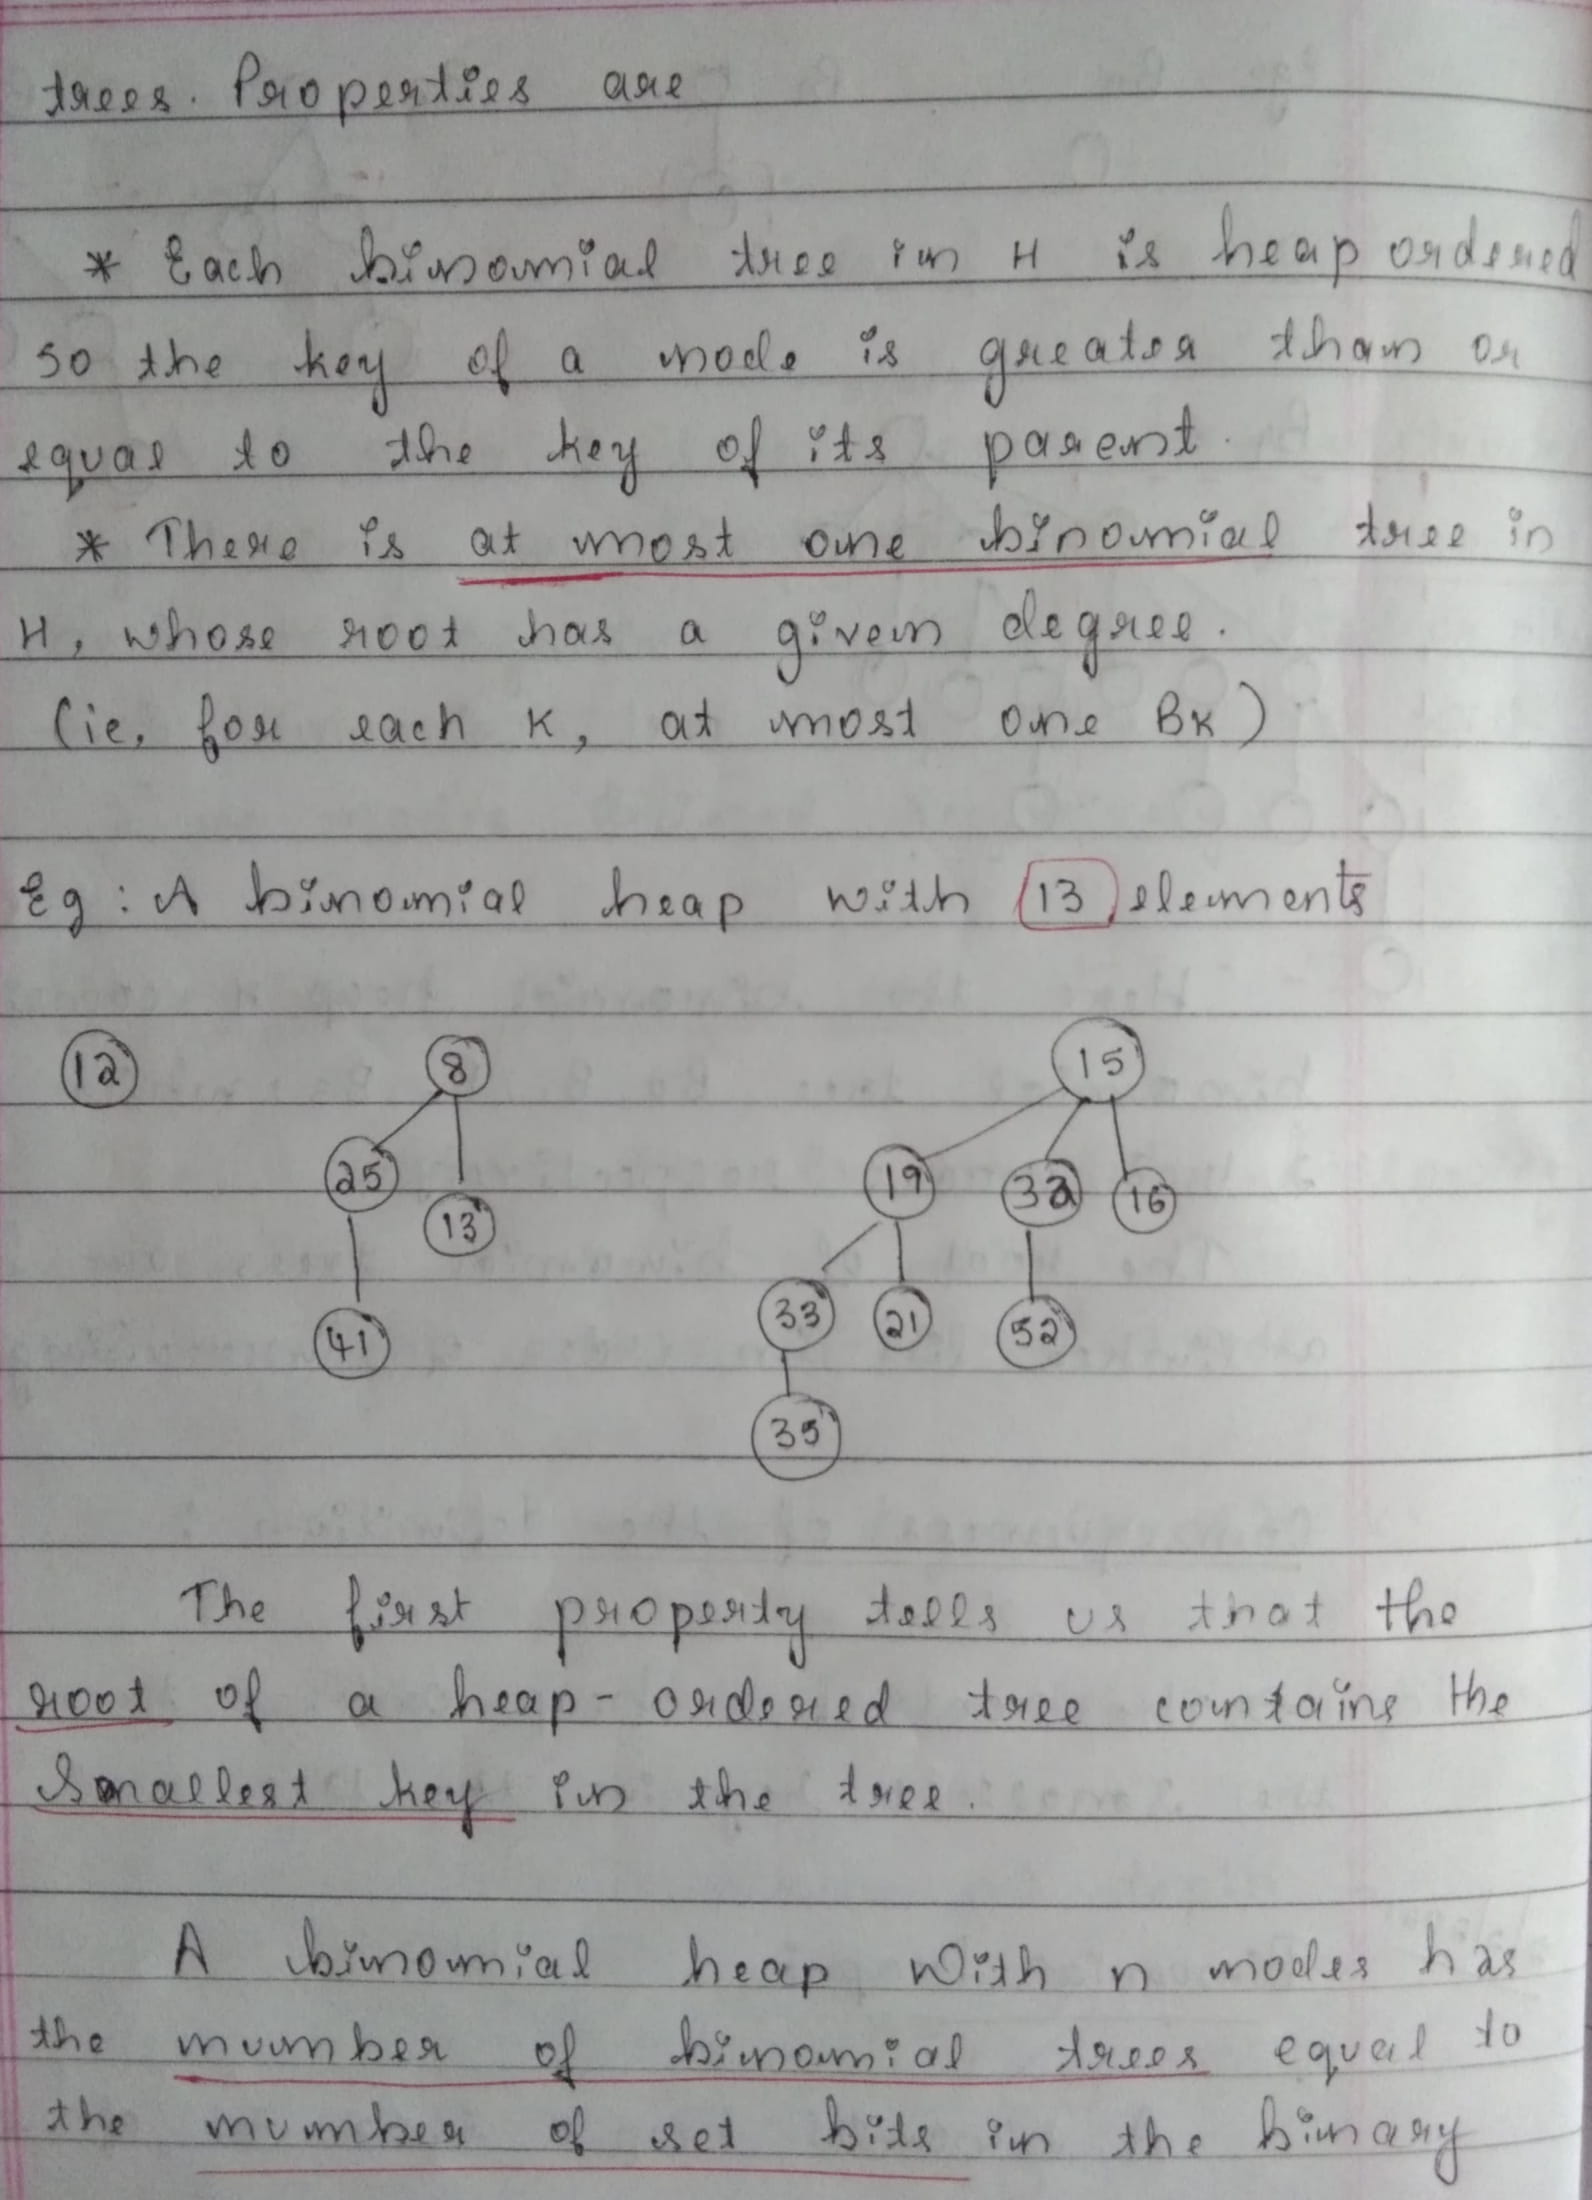 trees. Properties are
* Each binomial tree in H is heap ordered
so the key of a node is greater than or
equal to the key of its parent.
* There is at most one binomial tree in
H, whose root has a given degree.
(ie, for each K, at most one BK)
Eg : A binomial heap with 13 elements
12 8 15
25 13 19 32 16
41 33 21 52
35
The first property tells us that the
root of a heap-ordered tree contains the
Smallest key in the tree.
A binomial heap with n nodes has
the number of binomial trees equal to
the number of set bits in the binary